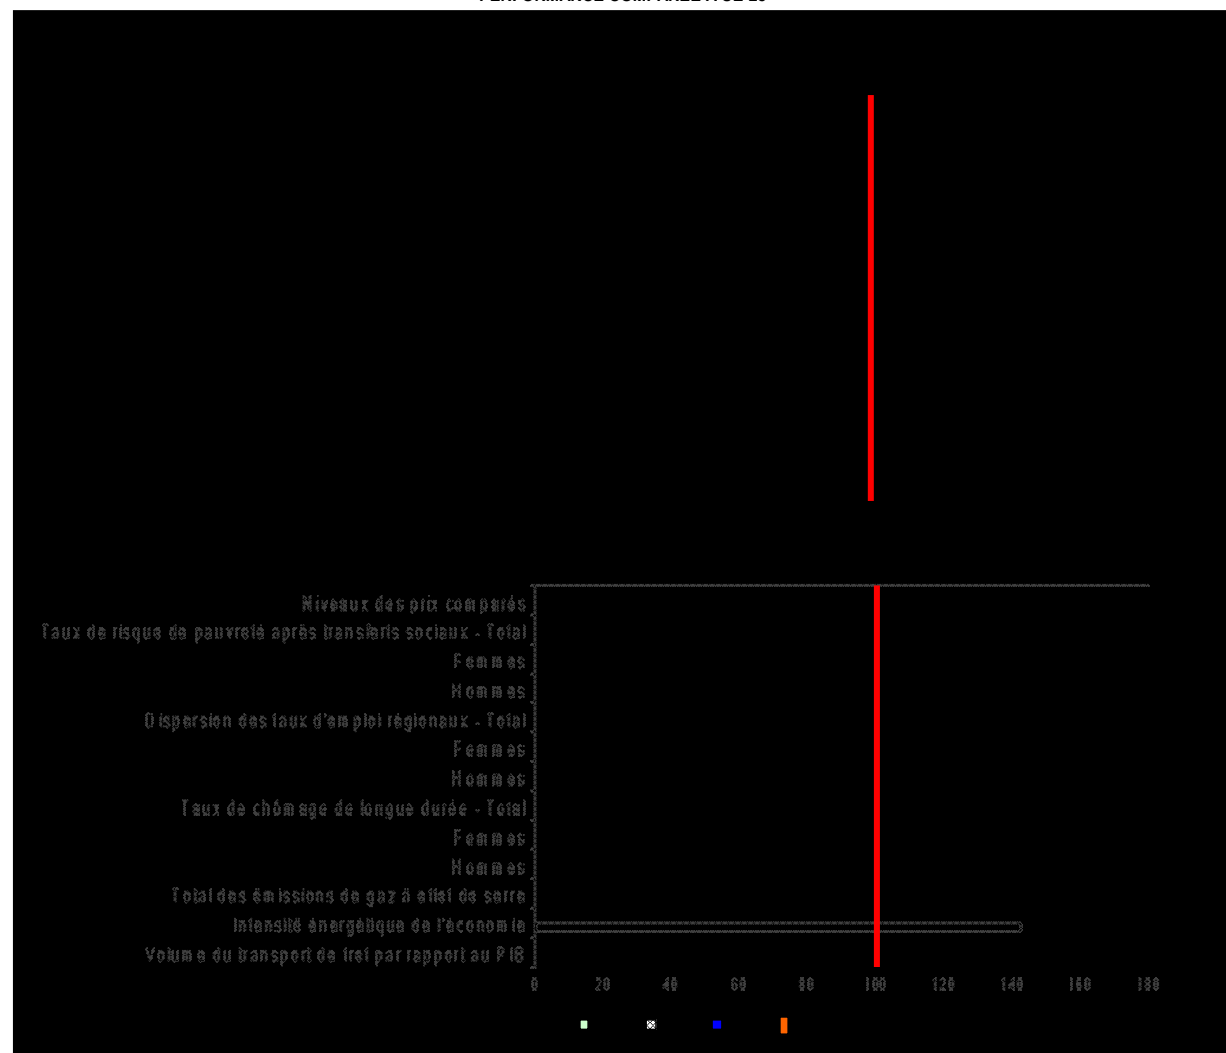 Niveaux des prix comparés
Taux de risque de pauvreté après transferts sociaux - Total
Femmes
Hommes
Dispersion des taux d'emploi régionaux - Total
Femmes
Hommes
Taux de chômage de longue durée - Total
Femmes
Hommes
Total des émissions de gaz à effet de serre
Intensité énergétique de l'économie
Volume du transport de fret par rapport au PIB
0 20 40 60 80 100 120 140 160 180